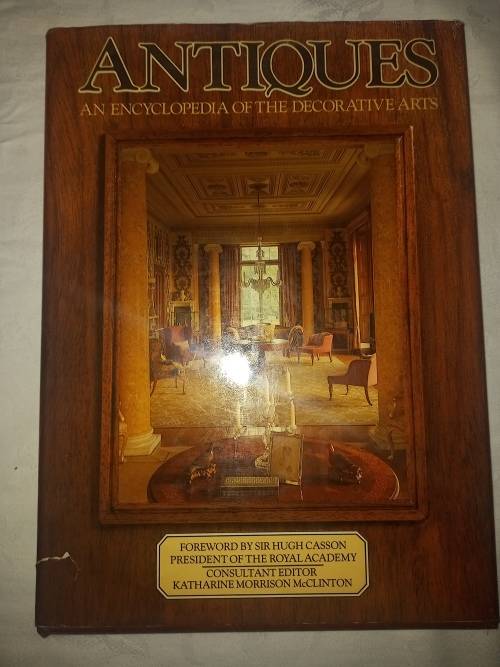 ANTIQUES
AN ENCYCLOPEDIA OF THE DECORATIVE ARTS
FOREWORD BY SIR HUGH CASSON
PRESIDENT OF THE ROYAL ACADEMY
CONSULTANT EDITOR
KATHARINE MORRISON McCLINTON